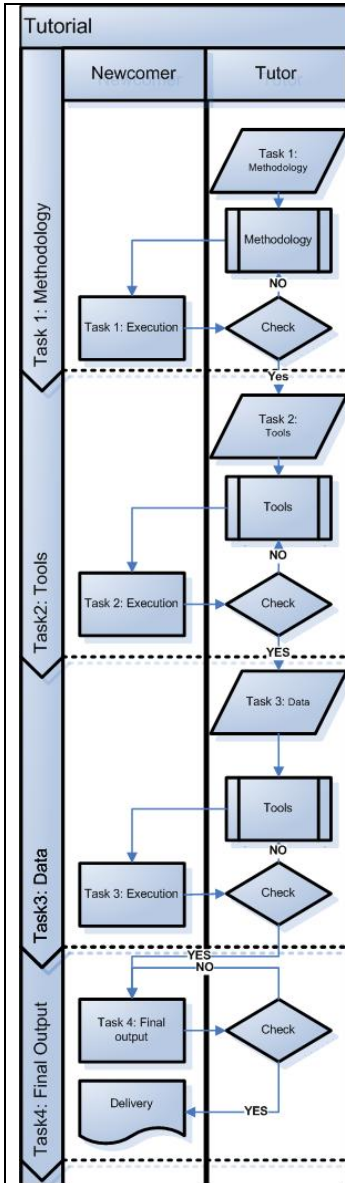 Tutorial
Newcomer
Tutor
Task 1: Methodology
Task 1:
Methodology
Methodology
NO
Task 1: Execution
Check
Yes
Task2: Tools
Task 2:
Tools
Tools
NO
Task 2: Execution
Check
YES
Task3: Data
Task 3: Data
Tools
NO
Task 3: Execution
Check
YES
NO
Task4: Final Output
Task 4: Final
output
Check
Delivery
YES